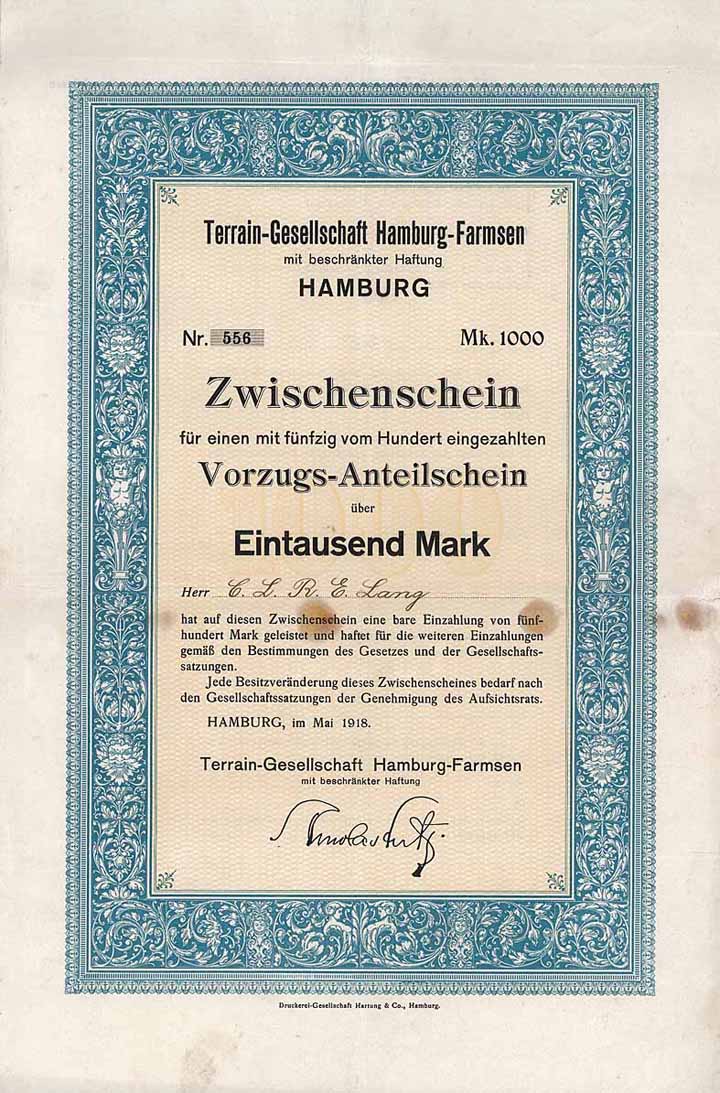 Terrain-Gesellschaft Hamburg-Farmsen
mit beschränkter Haftung
HAMBURG
Nr. 556 Mk. 1000
Zwischenschein
für einen mit fünfzig vom Hundert eingezahlten
Vorzugs-Anteilschein
über
Eintausend Mark
Herr C. L. R. E. Lang
hat auf diesen Zwischenschein eine bare Einzahlung von fünf-
hundert Mark geleistet und haftet für die weiteren Einzahlungen
gemäß den Bestimmungen des Gesetzes und der Gesellschafts-
satzungen.
Jede Besitzveränderung dieses Zwischenscheines bedarf nach
den Gesellschaftssatzungen der Genehmigung des Aufsichtsrats.
HAMBURG, im Mai 1918.
Terrain-Gesellschaft Hamburg-Farmsen
mit beschränkter Haftung
Druckerei-Gesellschaft Hartung & Co., Hamburg.